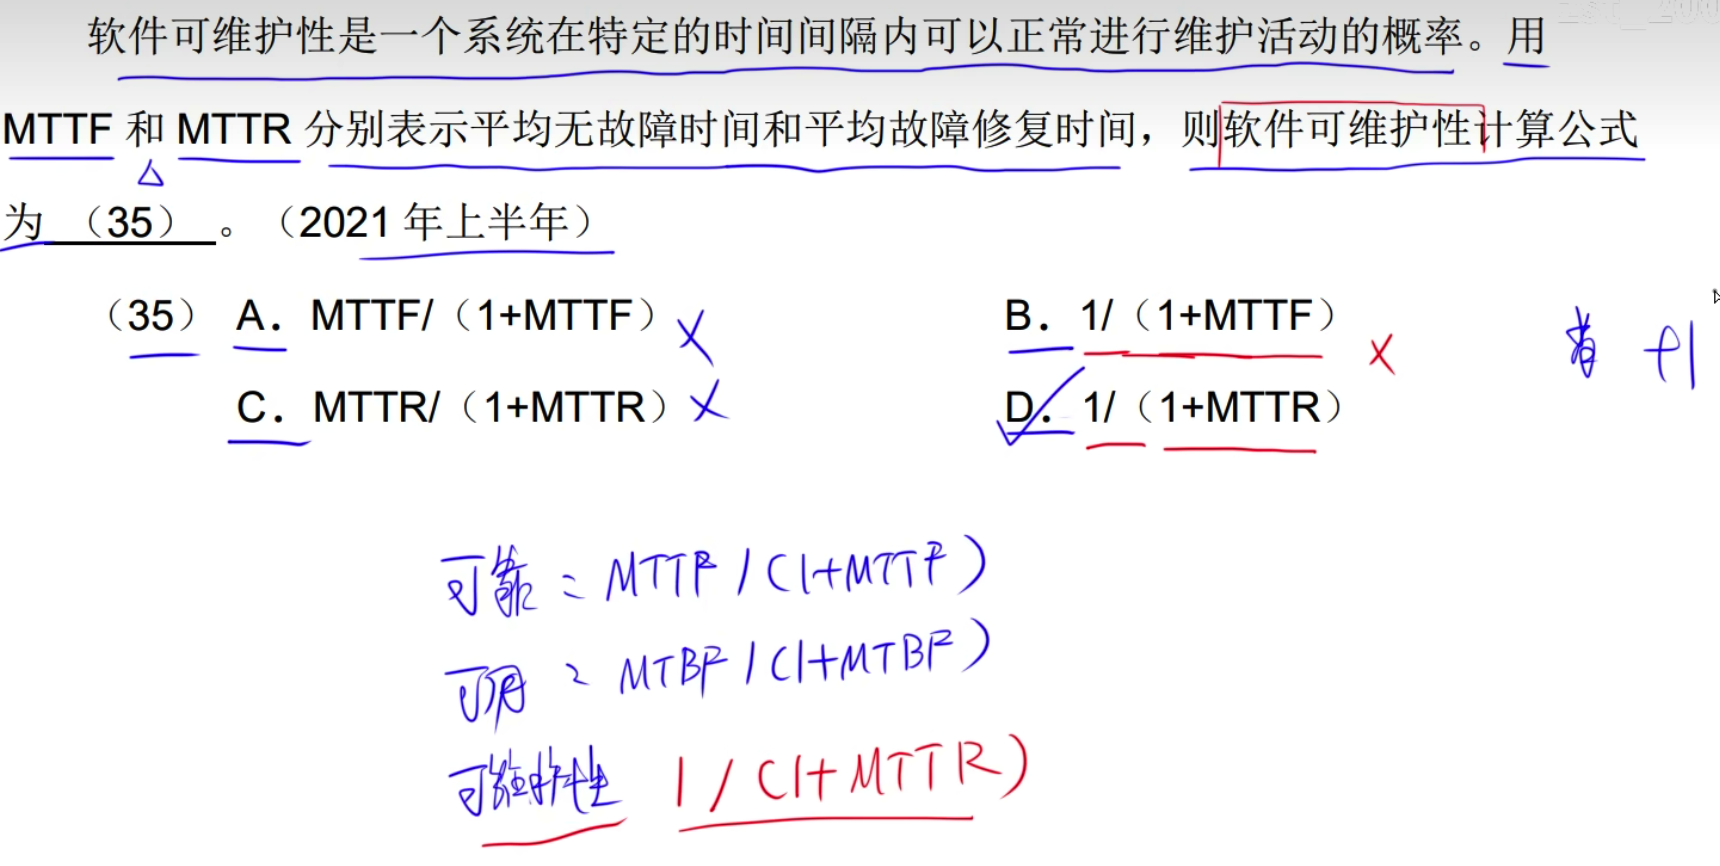 软件可维护性是一个系统在特定的时间间隔内可以正常进行维护活动的概率。用
MTTF 和 MTTR 分别表示平均无故障时间和平均故障修复时间，则软件可维护性计算公式
为 （35） 。（2021 年上半年）
（35） A．MTTF/（1+MTTF） B．1/（1+MTTF）
C．MTTR/（1+MTTR） D．1/（1+MTTR）
+1
可靠 = MTTF / (1+MTTF)
可用 = MTBF / (1+MTBF)
可维护性 1 / (1+MTTR)